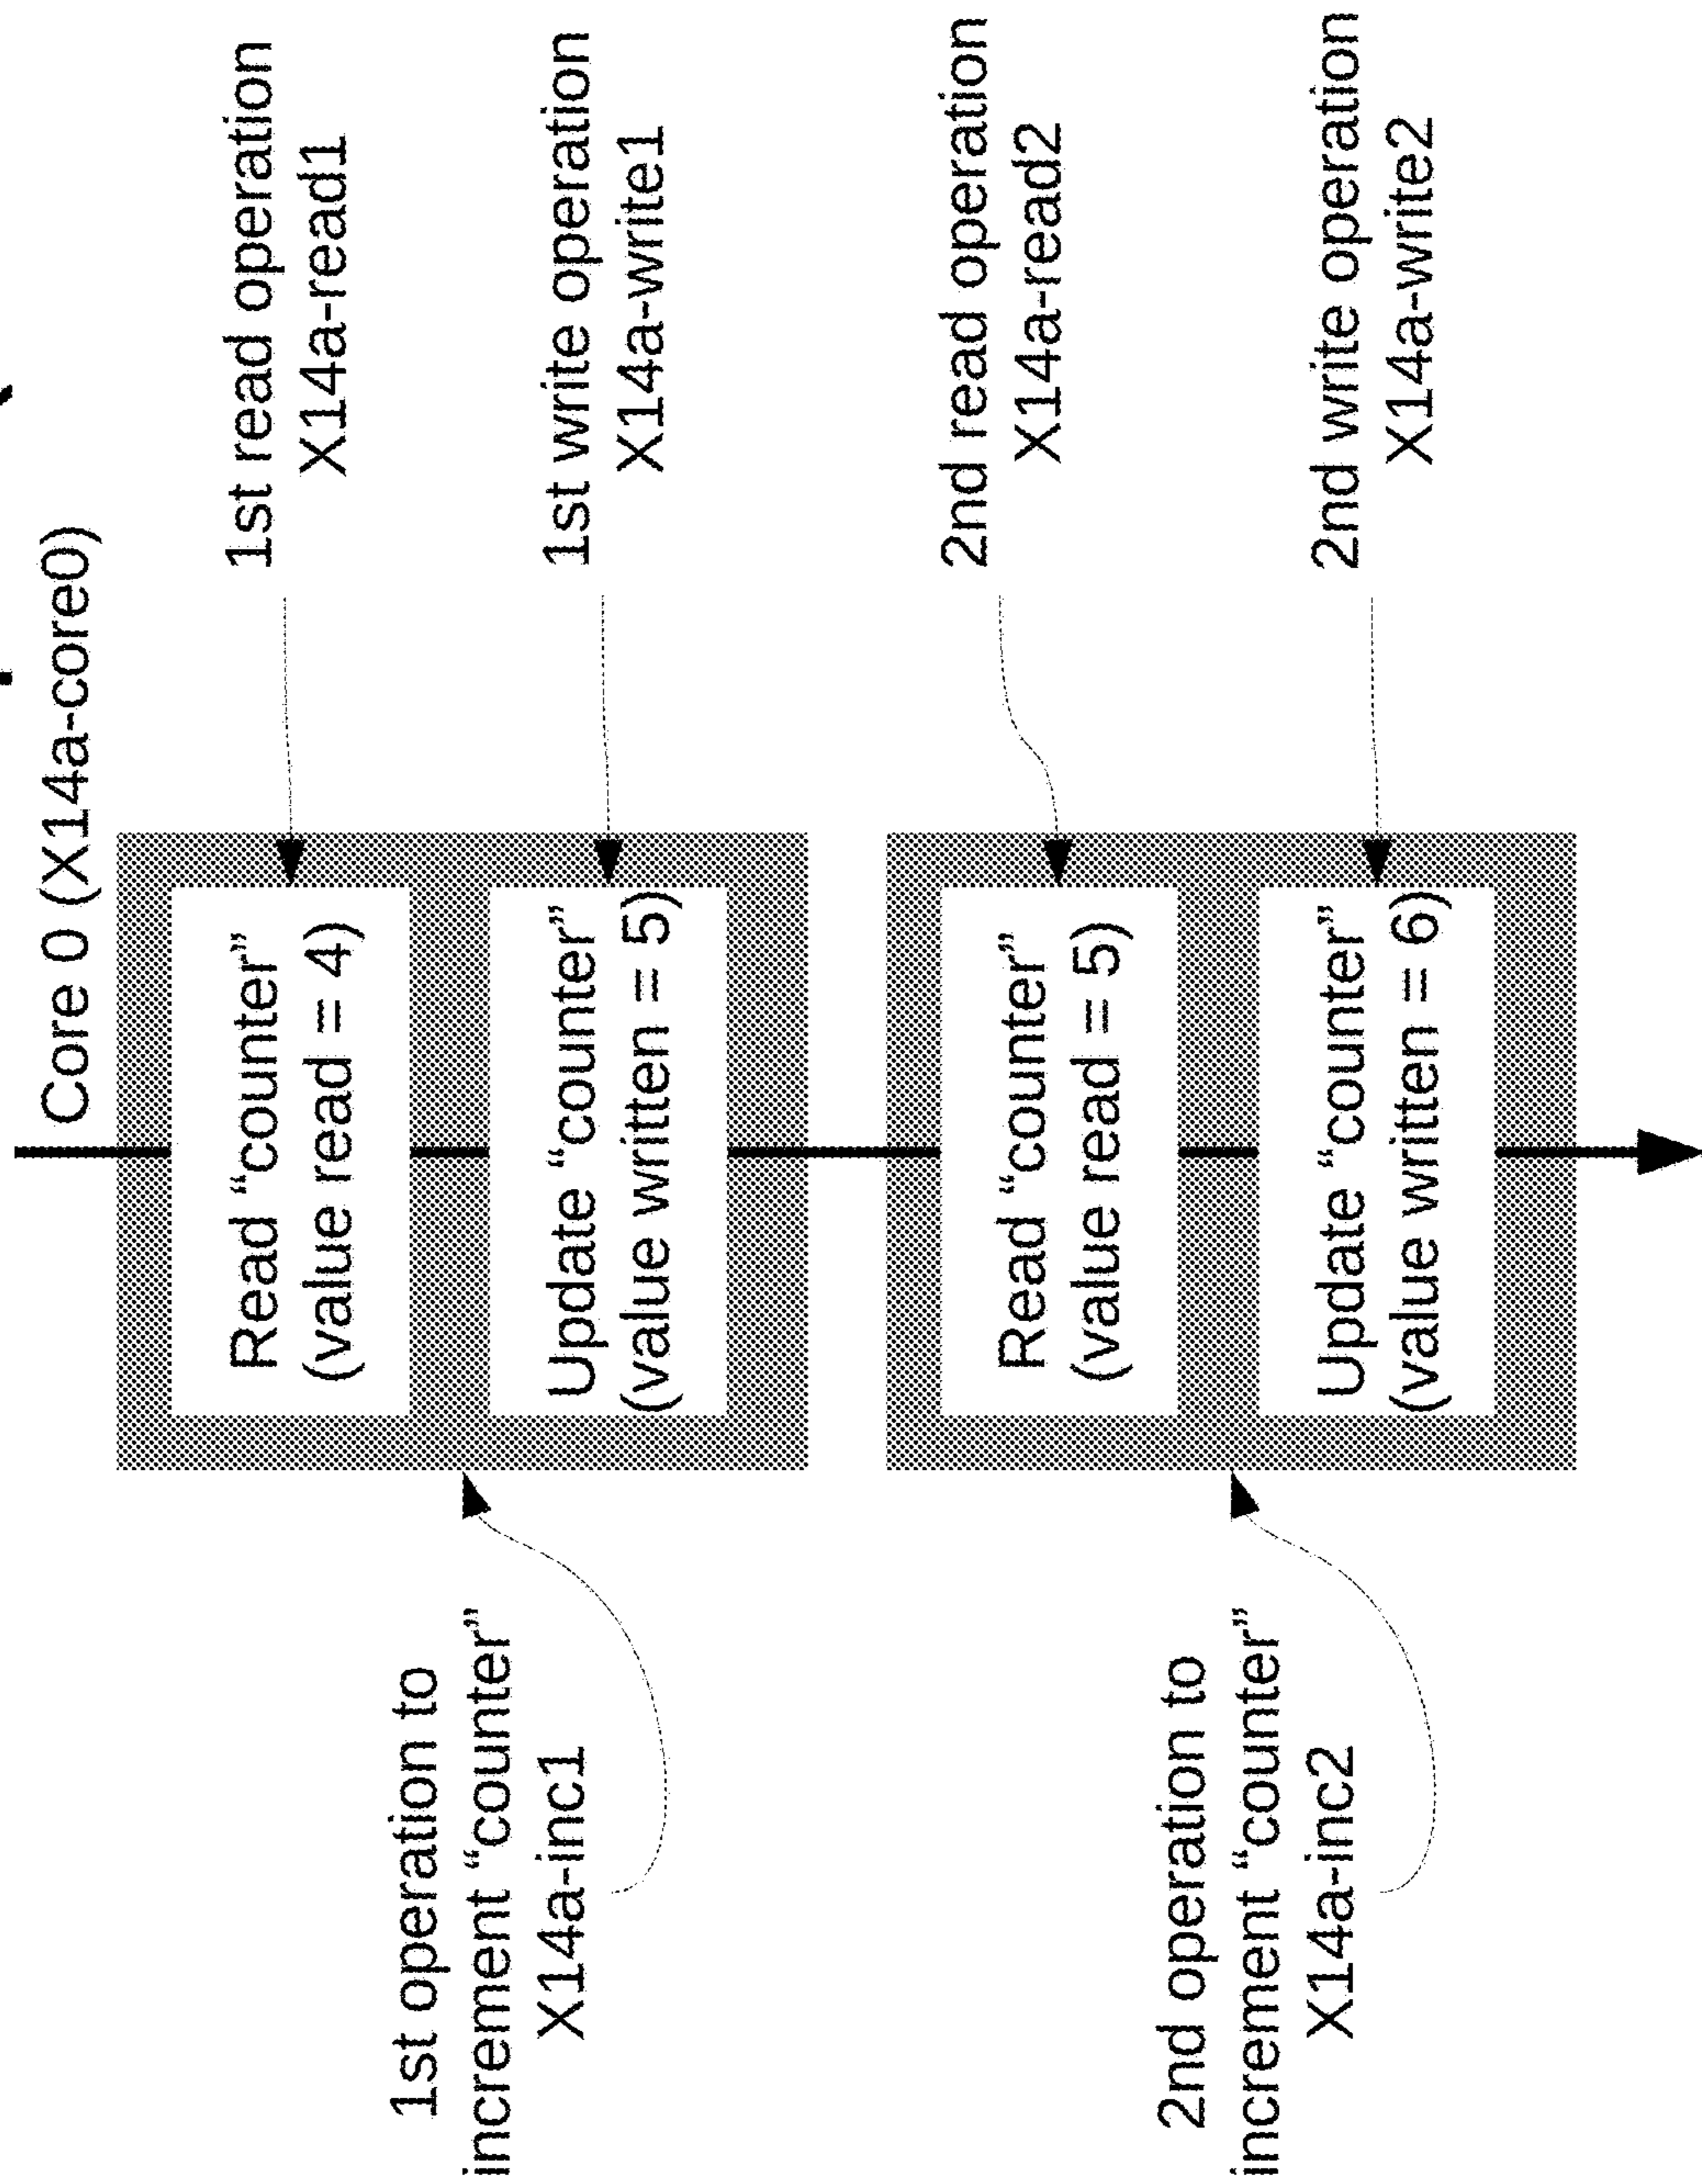 Core 0 (X14a-core0)
1st operation to
increment “counter”
X14a-inc1
Read “counter”
(value read = 4)
1st read operation
X14a-read1
Update “counter”
(value written = 5)
1st write operation
X14a-write1
2nd operation to
increment “counter”
X14a-inc2
Read “counter”
(value read = 5)
2nd read operation
X14a-read2
Update “counter”
(value written = 6)
2nd write operation
X14a-write2